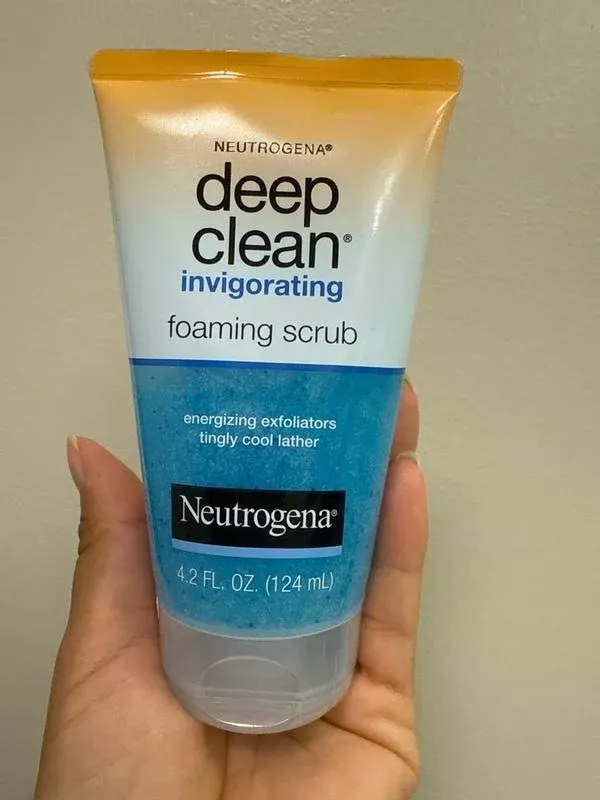 NEUTROGENA®
deep
clean®
invigorating
foaming scrub
energizing exfoliators
tingly cool lather
Neutrogena®
4.2 FL. OZ. (124 mL)